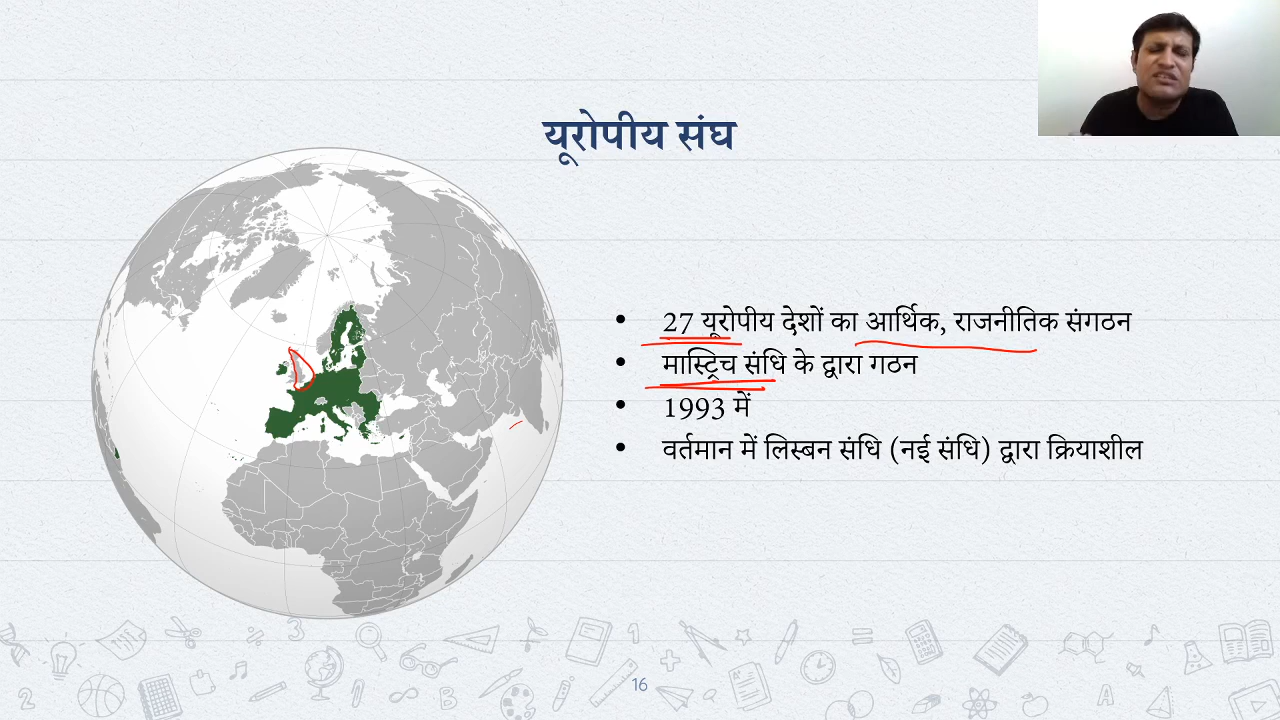 यूरोपीय संघ
• 27 यूरोपीय देशों का आर्थिक, राजनीतिक संगठन
• मास्ट्रिच संधि के द्वारा गठन
• 1993 में
• वर्तमान में लिस्बन संधि (नई संधि) द्वारा क्रियाशील
16